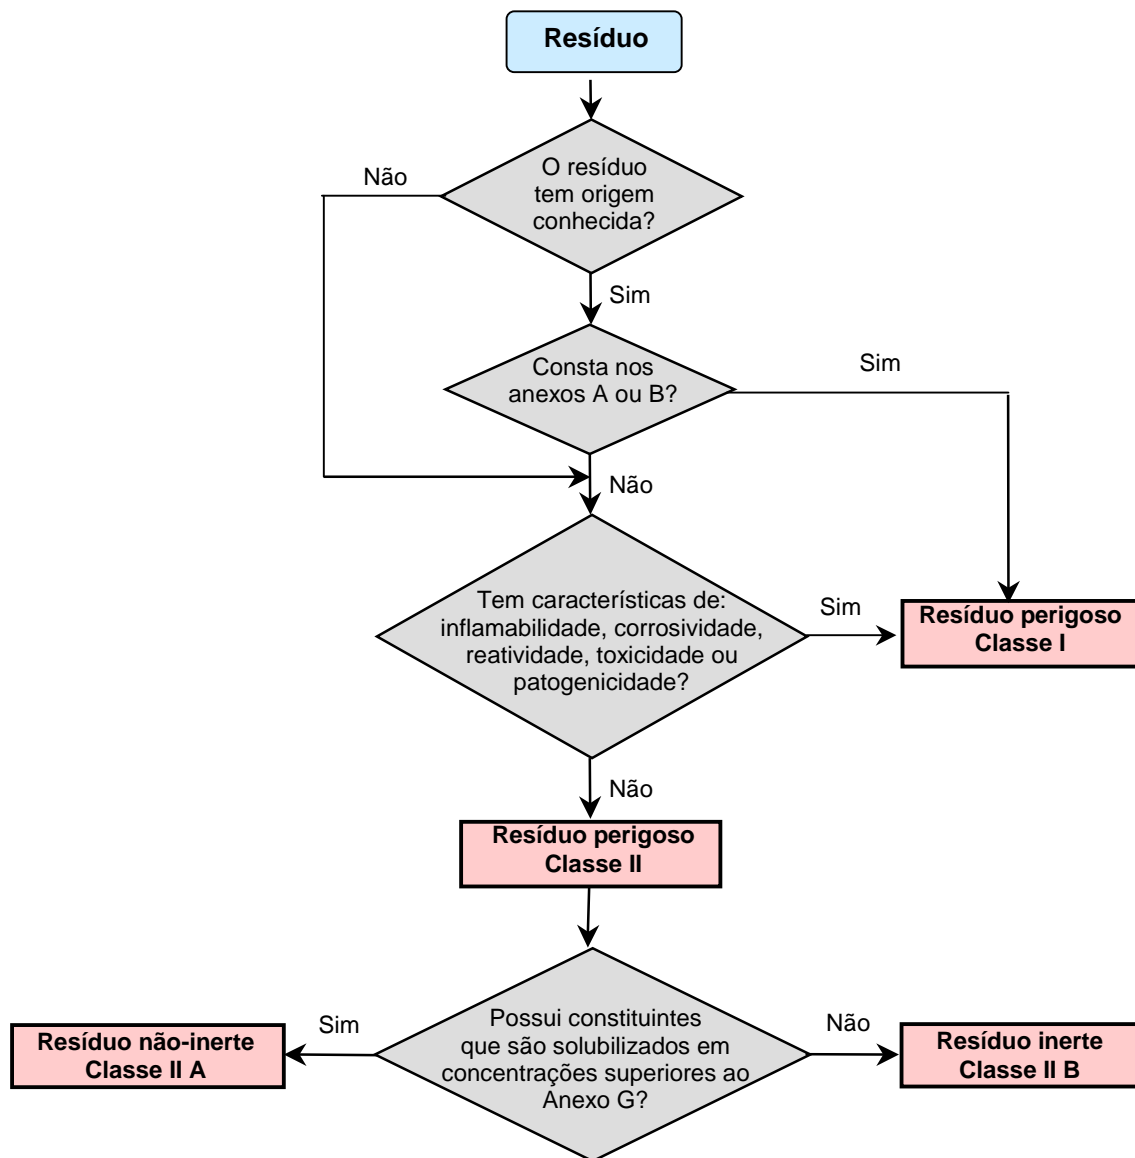 Resíduo
O resíduo
tem origem
conhecida?
Não
Sim
Consta nos
anexos A ou B?
Sim
Não
Tem características de:
inflamabilidade, corrosividade,
reatividade, toxicidade ou
patogenicidade?
Sim
Resíduo perigoso
Classe I
Não
Resíduo perigoso
Classe II
Possui constituintes
que são solubilizados em
concentrações superiores ao
Anexo G?
Sim
Resíduo não-inerte
Classe II A
Não
Resíduo inerte
Classe II B